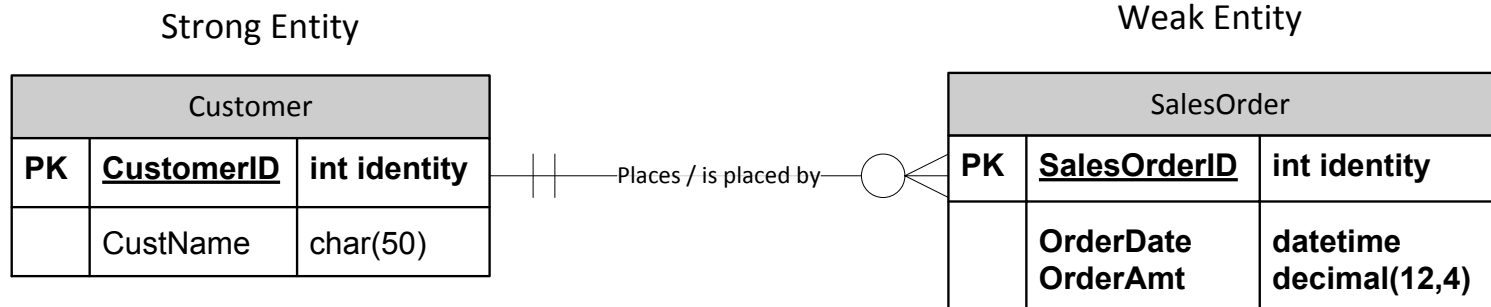 Strong Entity
Weak Entity
Customer
PK CustomerID int identity
CustName char(50)
Places / is placed by
SalesOrder
PK SalesOrderID int identity
OrderDate datetime
OrderAmt decimal(12,4)